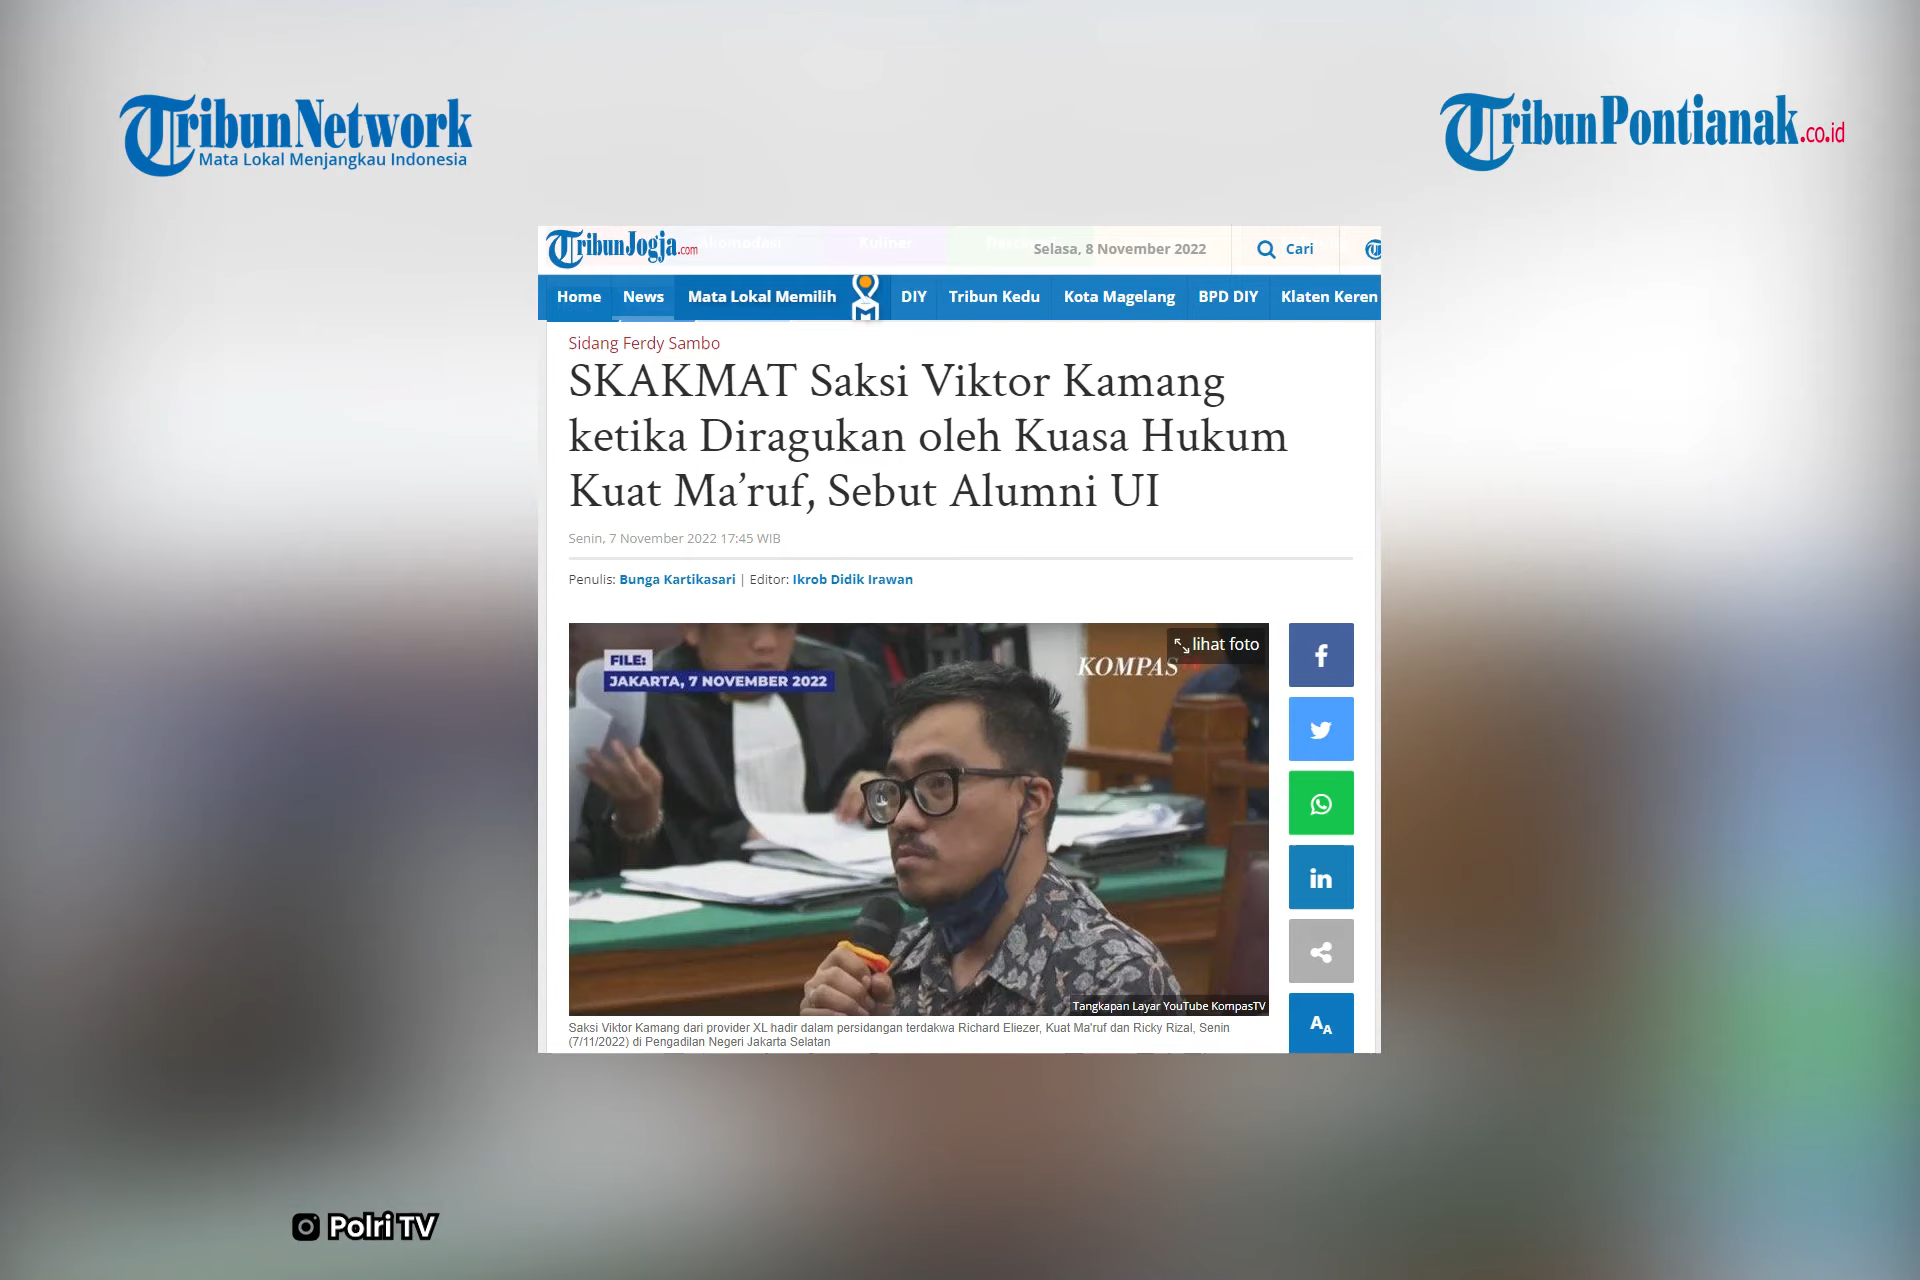 TribunNetwork
Mata Lokal Menjangkau Indonesia
TribunPontianak.co.id
TribunJogja.com
Kuliner
Selasa, 8 November 2022
Cari
Home News Mata Lokal Memilih DIY Tribun Kedu Kota Magelang BPD DIY Klaten Keren
Sidang Ferdy Sambo
SKAKMAT Saksi Viktor Kamang
ketika Diragukan oleh Kuasa Hukum
Kuat Ma’ruf, Sebut Alumni UI
Senin, 7 November 2022 17:45 WIB
Penulis: Bunga Kartikasari | Editor: Ikrob Didik Irawan
lihat foto
FILE:
KOMPAS
JAKARTA, 7 NOVEMBER 2022
Tangkapan Layar YouTube KompasTV
Saksi Viktor Kamang dari provider XL hadir dalam persidangan terdakwa Richard Eliezer, Kuat Ma'ruf dan Ricky Rizal, Senin
(7/11/2022) di Pengadilan Negeri Jakarta Selatan
AA
Polri TV